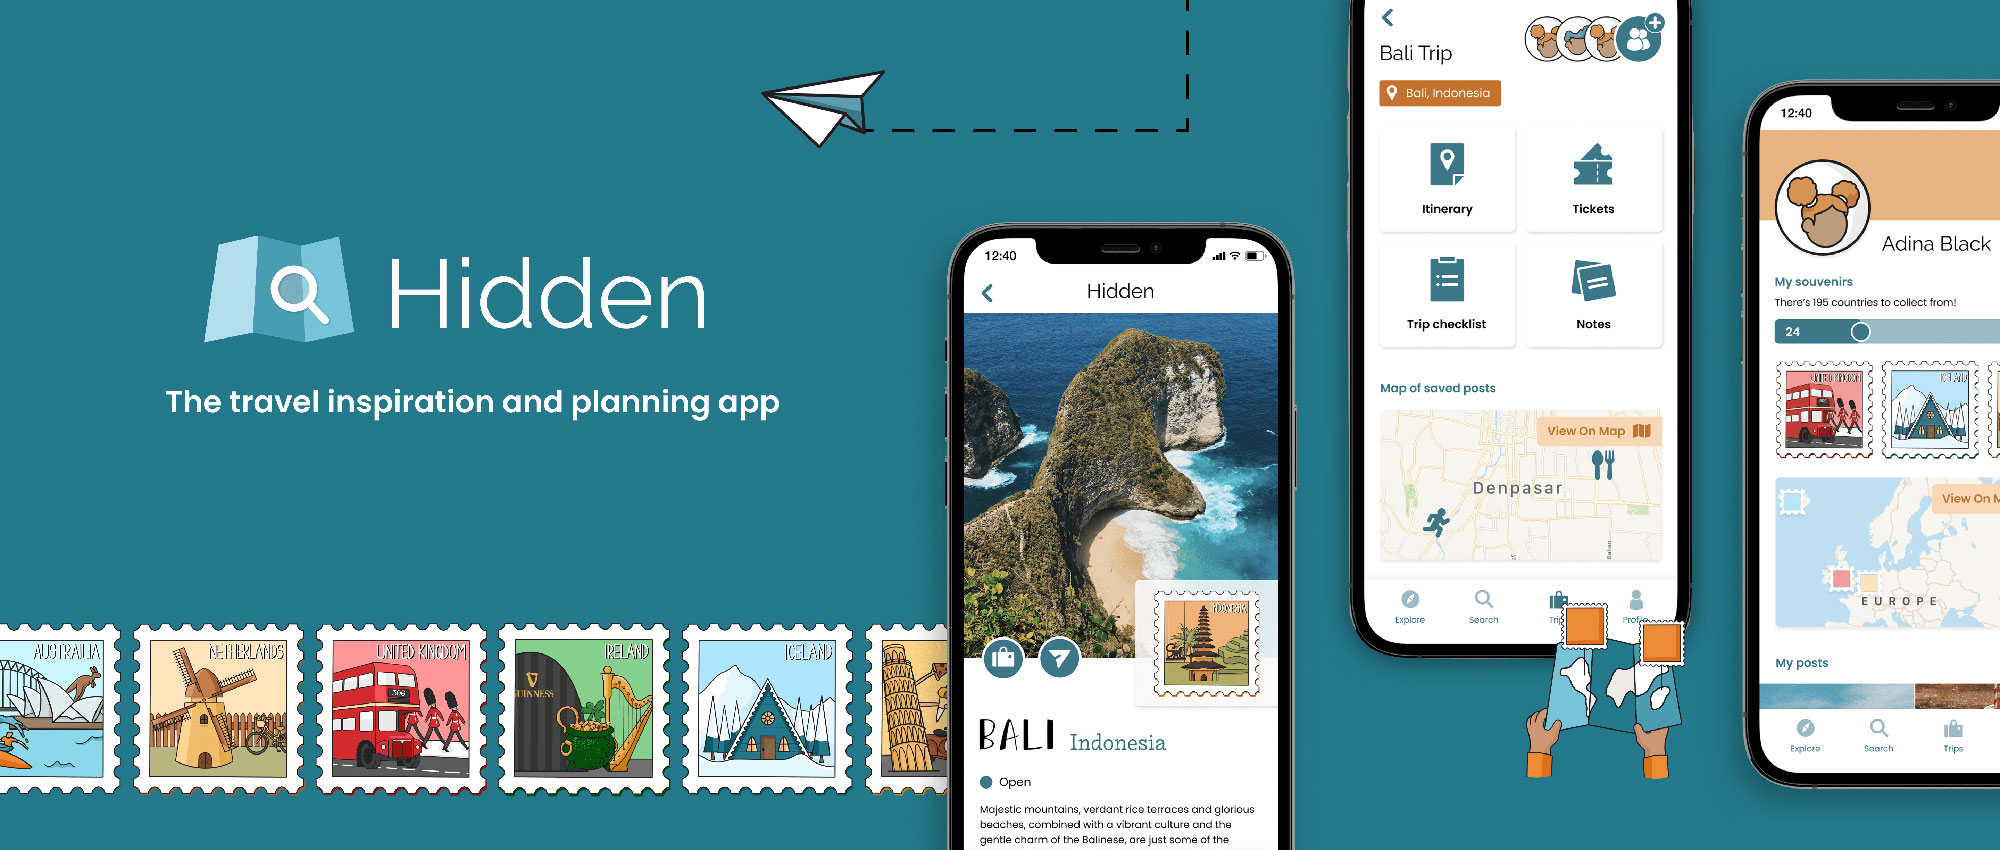 Hidden
The travel inspiration and planning app
AUSTRAILIA
NETHERLANDS
UNITED KINGDOM
306
IRELAND
GUINNESS
ICELAND
12:40
Hidden
INDONESIA
BALI Indonesia
Open
Majestic mountains, verdant rice terraces and glorious
beaches, combined with a vibrant culture and the
gentle charm of the Balinese, are just some of the
Bali Trip
Bali, Indonesia
Itinerary
Tickets
Trip checklist
Notes
Map of saved posts
View On Map
Denpasar
Explore
Search
Tri
Profile
12:40
Adina Black
My souvenirs
There's 195 countries to collect from!
24
UNITED KINGDOM
ICELAND
View On M
EUROPE
My posts
Explore
Search
Trips